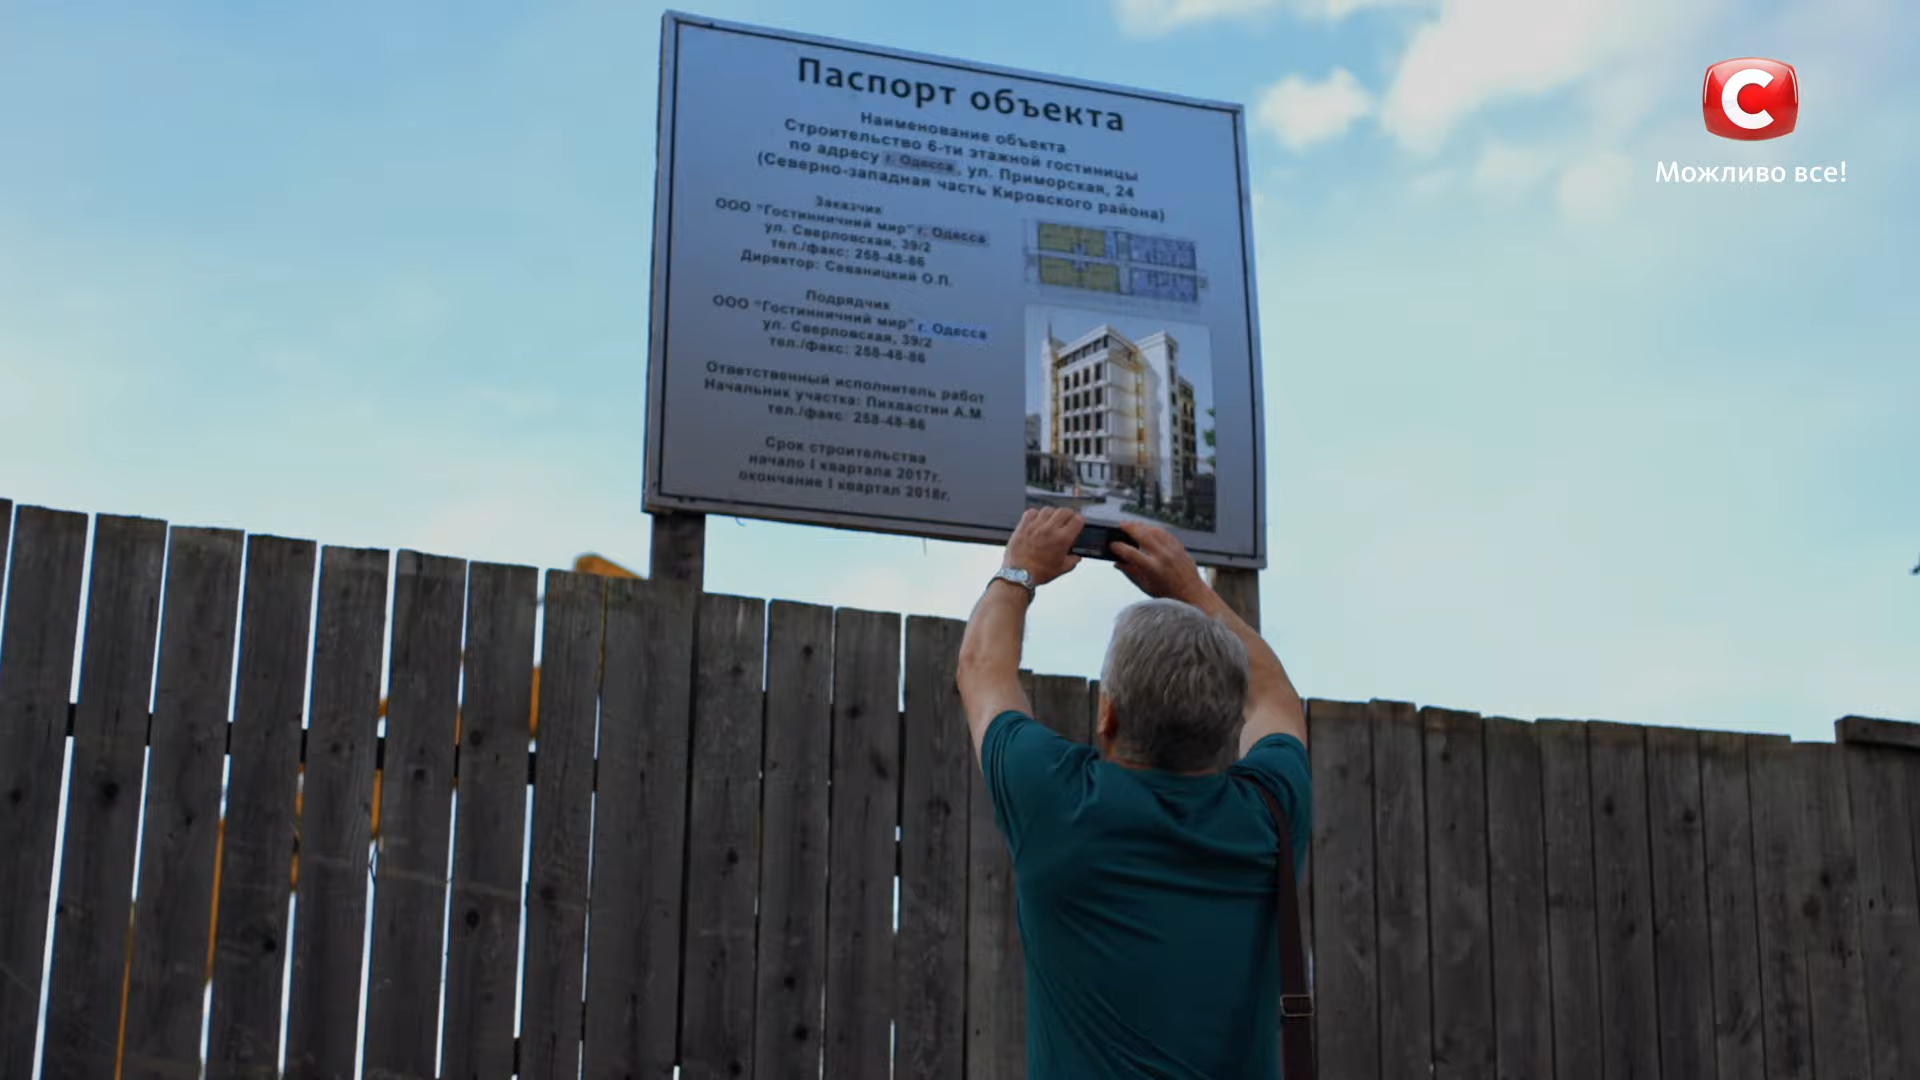 Паспорт объекта
Наименование объекта
Строительство 6-ти этажной гостиницы
по адресу г. Одесса, ул. Приморская, 24
(Северно-западная часть Кировского района)
Заказчик
ООО "Гостинничний мир" г. Одесса
ул. Сверловская, 39/2
тел./факс: 258-48-86
Директор: Севаницкий О.П.
Подрядчик
ООО "Гостинничний мир" г. Одесса
ул. Сверловская, 39/2
тел./факс: 258-48-86
Ответственный исполнитель работ
Начальник участка: Пихвастин А.М.
тел./факс: 258-48-86
Срок строительства
начало I квартала 2017г.
окончание I квартал 2018г.
С
Можливо все!